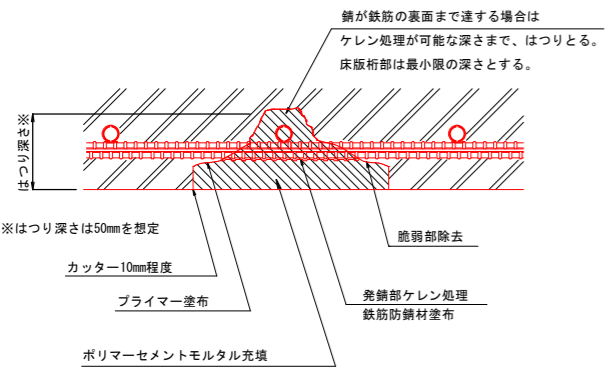 錆が鉄筋の裏面まで達する場合は
ケレン処理が可能な深さまで、はつりとる。
床版桁部は最小限の深さとする。
はつり深さ※
※はつり深さは50mmを想定
脆弱部除去
カッター10mm程度
プライマー塗布
発錆部ケレン処理
鉄筋防錆材塗布
ポリマーセメントモルタル充填